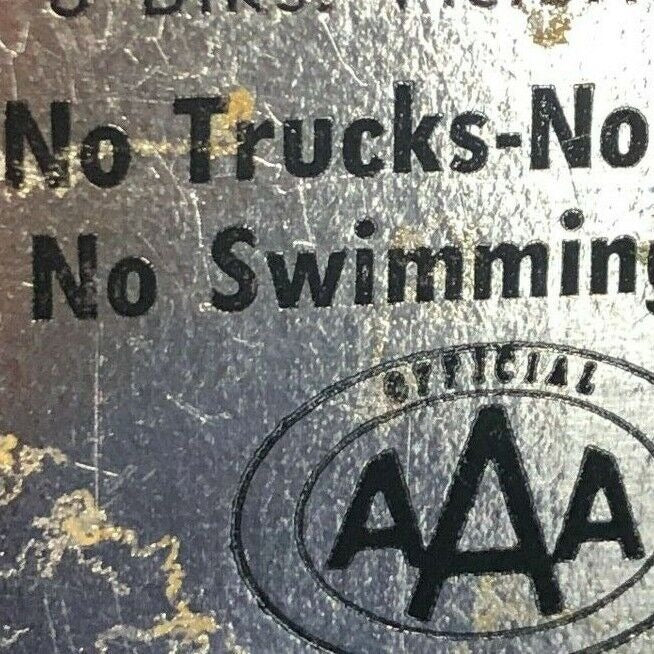 No Trucks-No
No Swimming
OFFICIAL
AAA